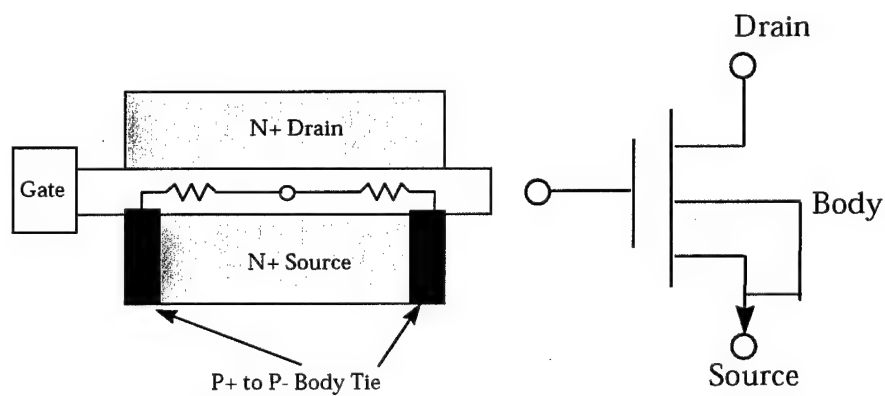 Drain
N+ Drain
Gate
Body
N+ Source
P+ to P- Body Tie
Source